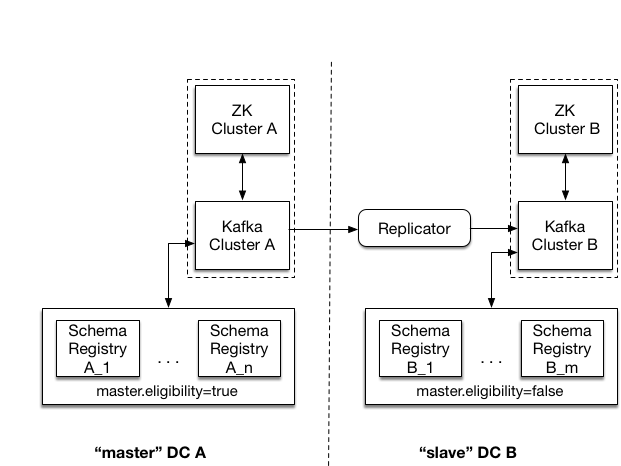 ZK
Cluster A
ZK
Cluster B
Kafka
Cluster A
Replicator
Kafka
Cluster B
Schema
Registry
A_1
. . .
Schema
Registry
A_n
master.eligibility=true
Schema
Registry
B_1
. . .
Schema
Registry
B_m
master.eligibility=false
“master” DC A
“slave” DC B